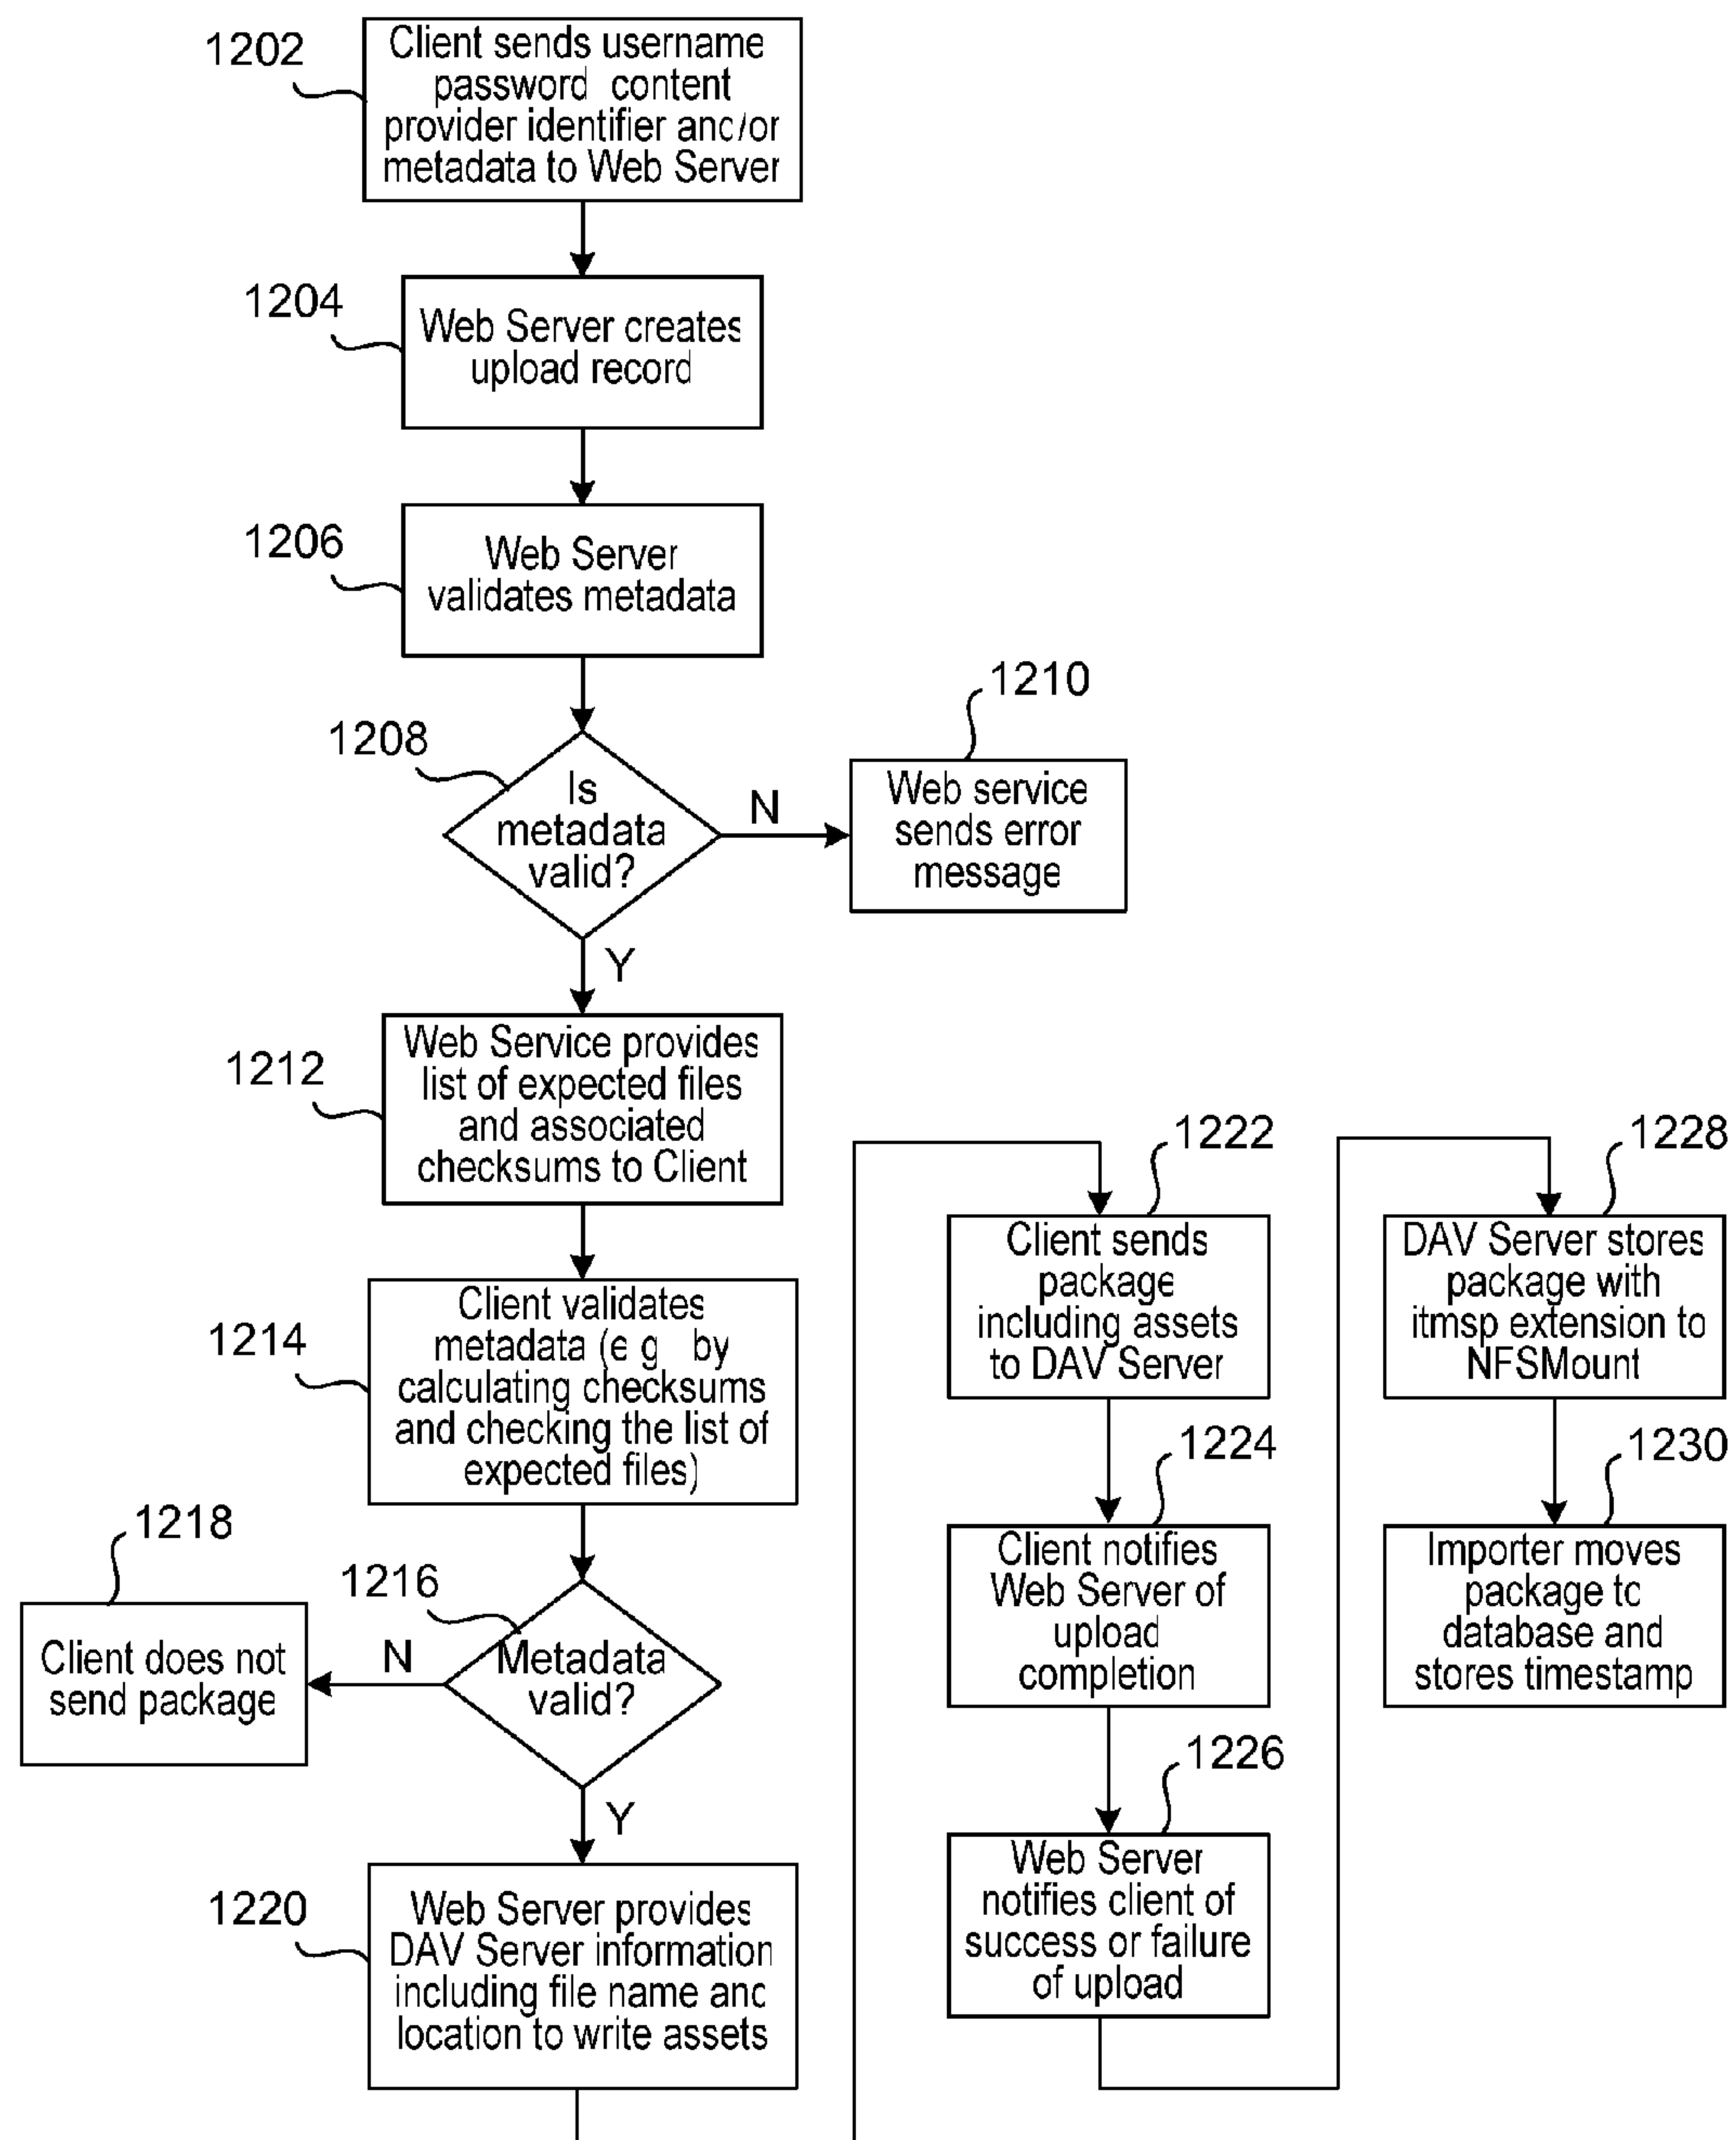 1202
Client sends username
password content
provider identifier and/or
metadata to Web Server
1204
Web Server creates
upload record
1206
Web Server
validates metadata
1208
Is
metadata
valid?
N
1210
Web service
sends error
message
Y
1212
Web Service provides
list of expected files
and associated
checksums to Client
1214
Client validates
metadata (e g by
calculating checksums
and checking the list of
expected files)
1216
Metadata
valid?
N
1218
Client does not
send package
Y
1220
Web Server provides
DAV Server information
including file name and
location to write assets
1222
Client sends
package
including assets
to DAV Server
1224
Client notifies
Web Server of
upload
completion
1226
Web Server
notifies client of
success or failure
of upload
1228
DAV Server stores
package with
itmsp extension to
NFSMount
1230
Importer moves
package to
database and
stores timestamp